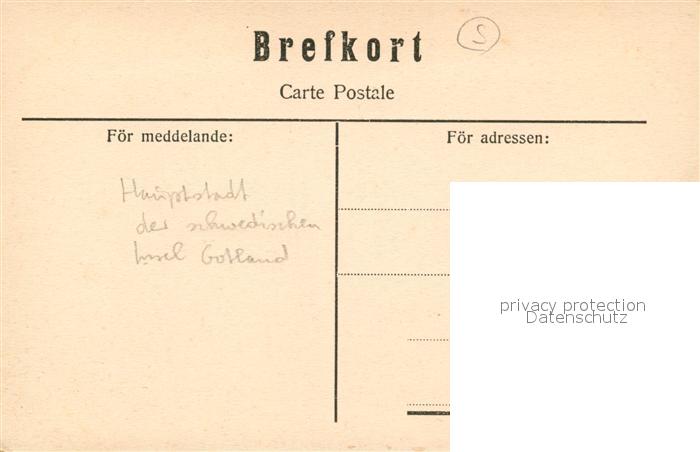 Brefkort
S
Carte Postale
För meddelande:
För adressen:
Hauptstadt
der schwedischen
Insel Gotland
privacy protection
Datenschutz